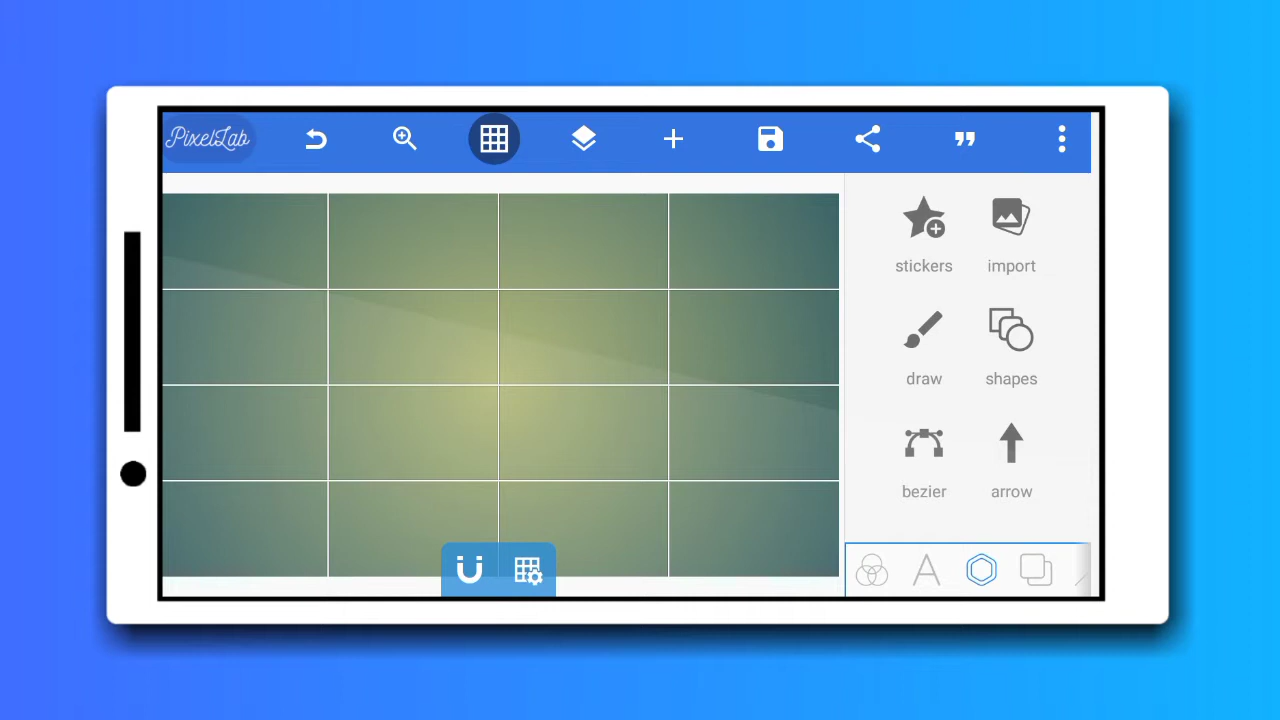 PixelLab
stickers
import
draw
shapes
bezier
arrow